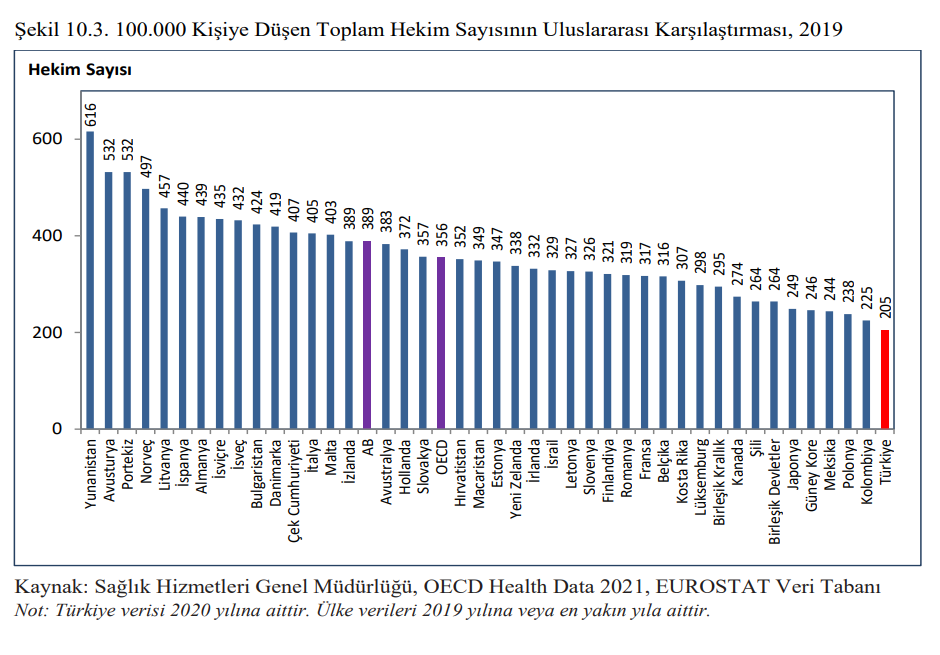 Şekil 10.3. 100.000 Kişiye Düşen Toplam Hekim Sayısının Uluslararası Karşılaştırması, 2019
Hekim Sayısı
600
400
200
0
616
532
532
497
457
440
439
435
432
424
419
407
405
403
389
389
383
372
357
356
352
349
347
338
332
329
327
326
321
319
317
316
307
298
295
274
264
264
249
246
244
238
225
205
Yunanistan
Avusturya
Portekiz
Norveç
Litvanya
İspanya
Almanya
İsviçre
İsveç
Bulgaristan
Danimarka
Çek Cumhuriyeti
İtalya
Malta
İzlanda
AB
Avustralya
Hollanda
Slovakya
OECD
Hırvatistan
Macaristan
Estonya
Yeni Zelanda
İrlanda
İsrail
Letonya
Slovenya
Finlandiya
Romanya
Fransa
Belçika
Kosta Rika
Lüksemburg
Birleşik Krallık
Kanada
Şili
Birleşik Devletler
Japonya
Güney Kore
Meksika
Polonya
Kolombiya
Türkiye
Kaynak: Sağlık Hizmetleri Genel Müdürlüğü, OECD Health Data 2021, EUROSTAT Veri Tabanı
Not: Türkiye verisi 2020 yılına aittir. Ülke verileri 2019 yılına veya en yakın yıla aittir.